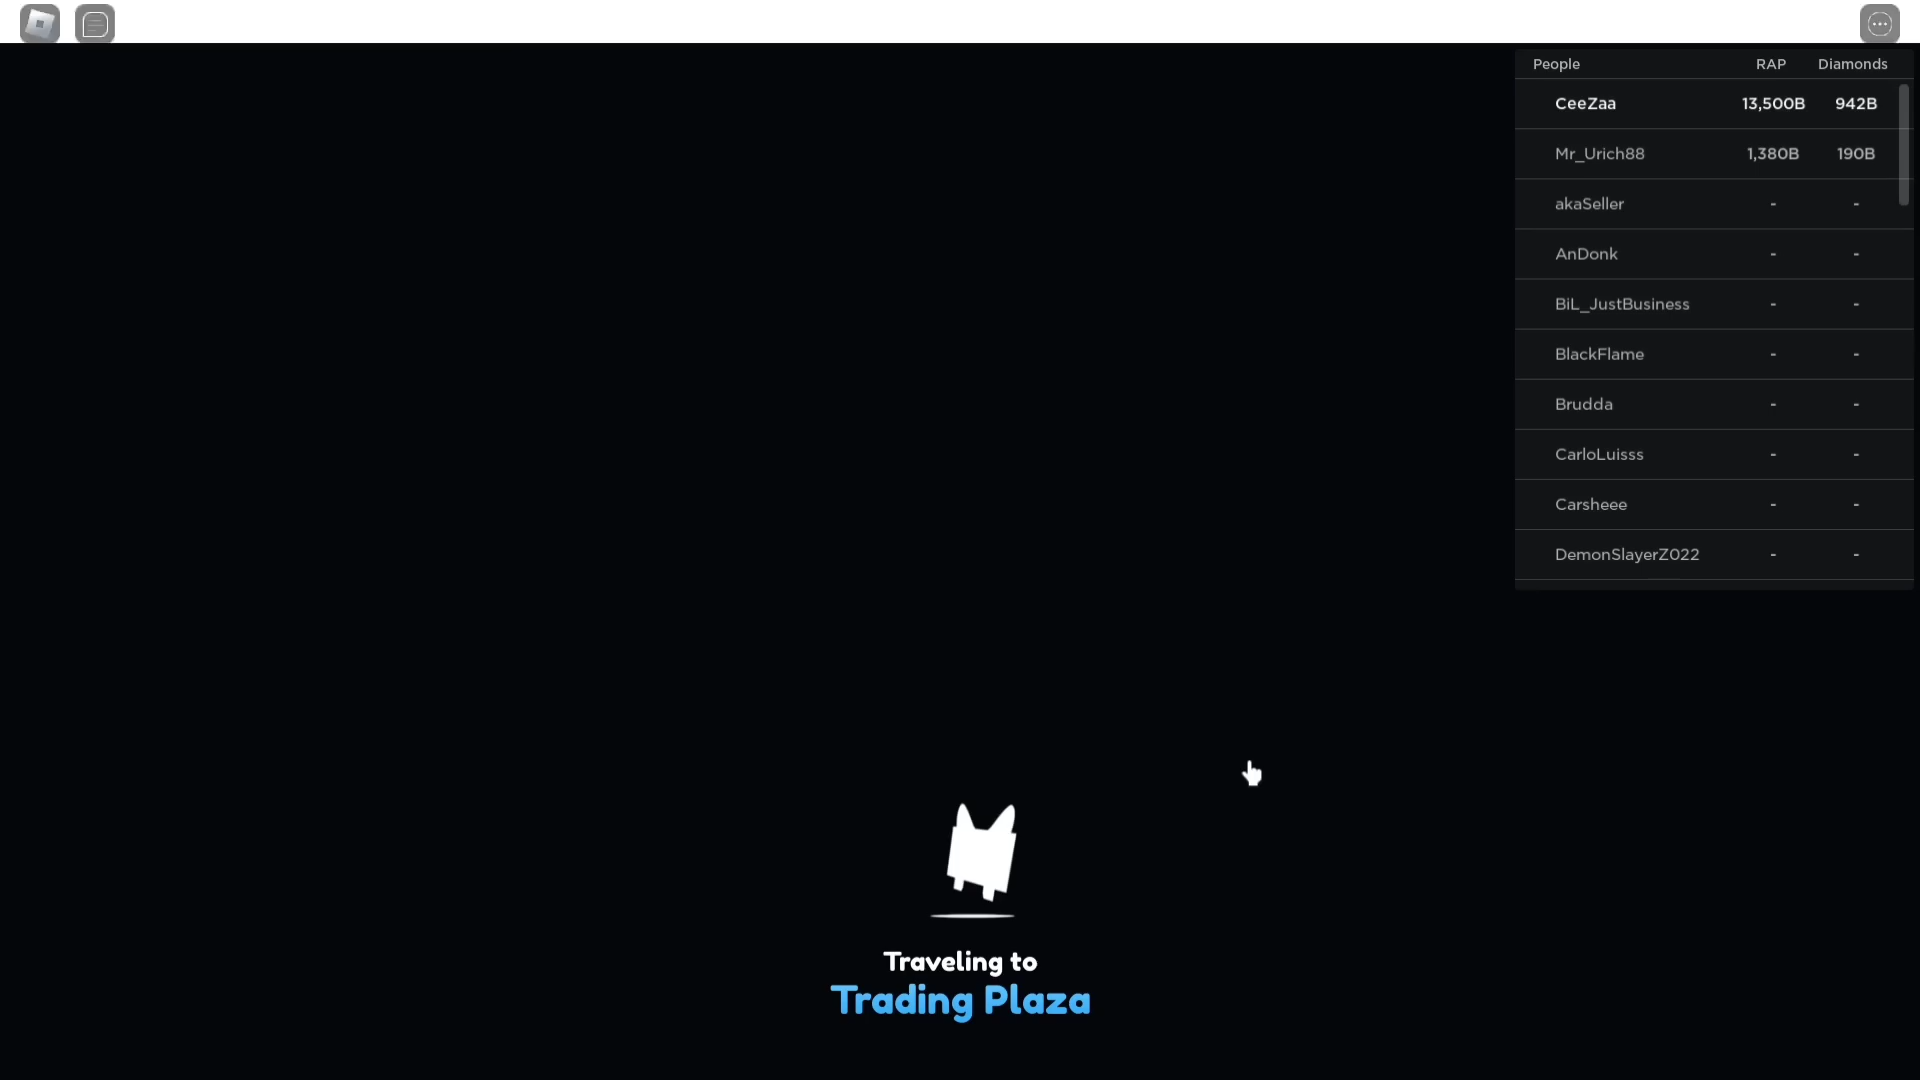 People RAP Diamonds
CeeZaa 13,500B 942B
Mr_Urich88 1,380B 190B
akaSeller - -
AnDonk - -
BiL_JustBusiness - -
BlackFlame - -
Brudda - -
CarloLuisss - -
Carsheee - -
DemonSlayerZ022 - -
Traveling to
Trading Plaza